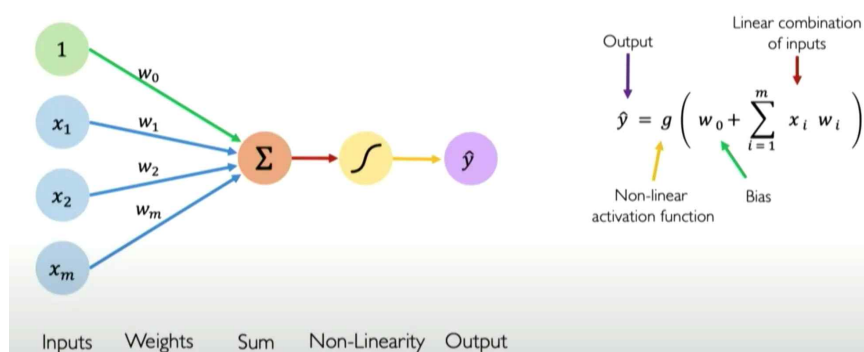 1
w₀
x₁
w₁
x₂
w₂
xₘ
wₘ
Σ
∫
ŷ
Inputs Weights Sum Non-Linearity Output
Output
Linear combination
of inputs
ŷ = g ( w₀ + m ∑ i = 1 xᵢ wᵢ )
Non-linear
activation function
Bias